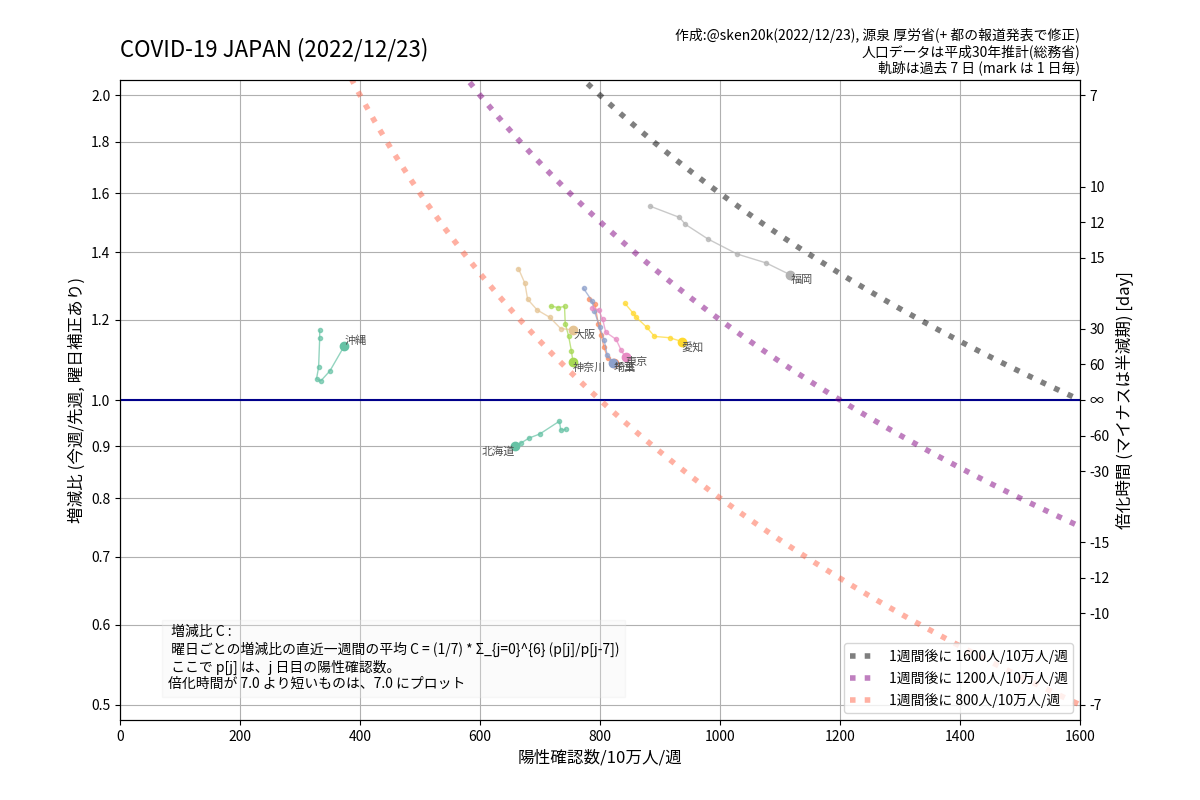 COVID-19 JAPAN (2022/12/23)
作成:@sken20k(2022/12/23), 源泉 厚労省(+ 都の報道発表で修正)
人口データは平成30年推計(総務省)
軌跡は過去 7 日 (mark は 1 日毎)
増減比 (今週/先週, 曜日補正あり)
2.0
1.8
1.6
1.4
1.2
1.0
0.9
0.8
0.7
0.6
0.5
福岡
沖縄
大阪
愛知
東京
神奈川
千葉
北海道
7
10
12
15
30
60
∞
-60
-30
-15
-12
-10
-7
倍化時間 (マイナスは半減期) [day]
増減比 C :
曜日ごとの増減比の直近一週間の平均 C = (1/7) * Σ_{j=0}^{6} (p[j]/p[j-7])
ここで p[j] は、j 日目の陽性確認数。
倍化時間が 7.0 より短いものは、7.0 にプロット
1週間後に 1600人/10万人/週
1週間後に 1200人/10万人/週
1週間後に 800人/10万人/週
0
200
400
600
800
1000
1200
1400
1600
陽性確認数/10万人/週